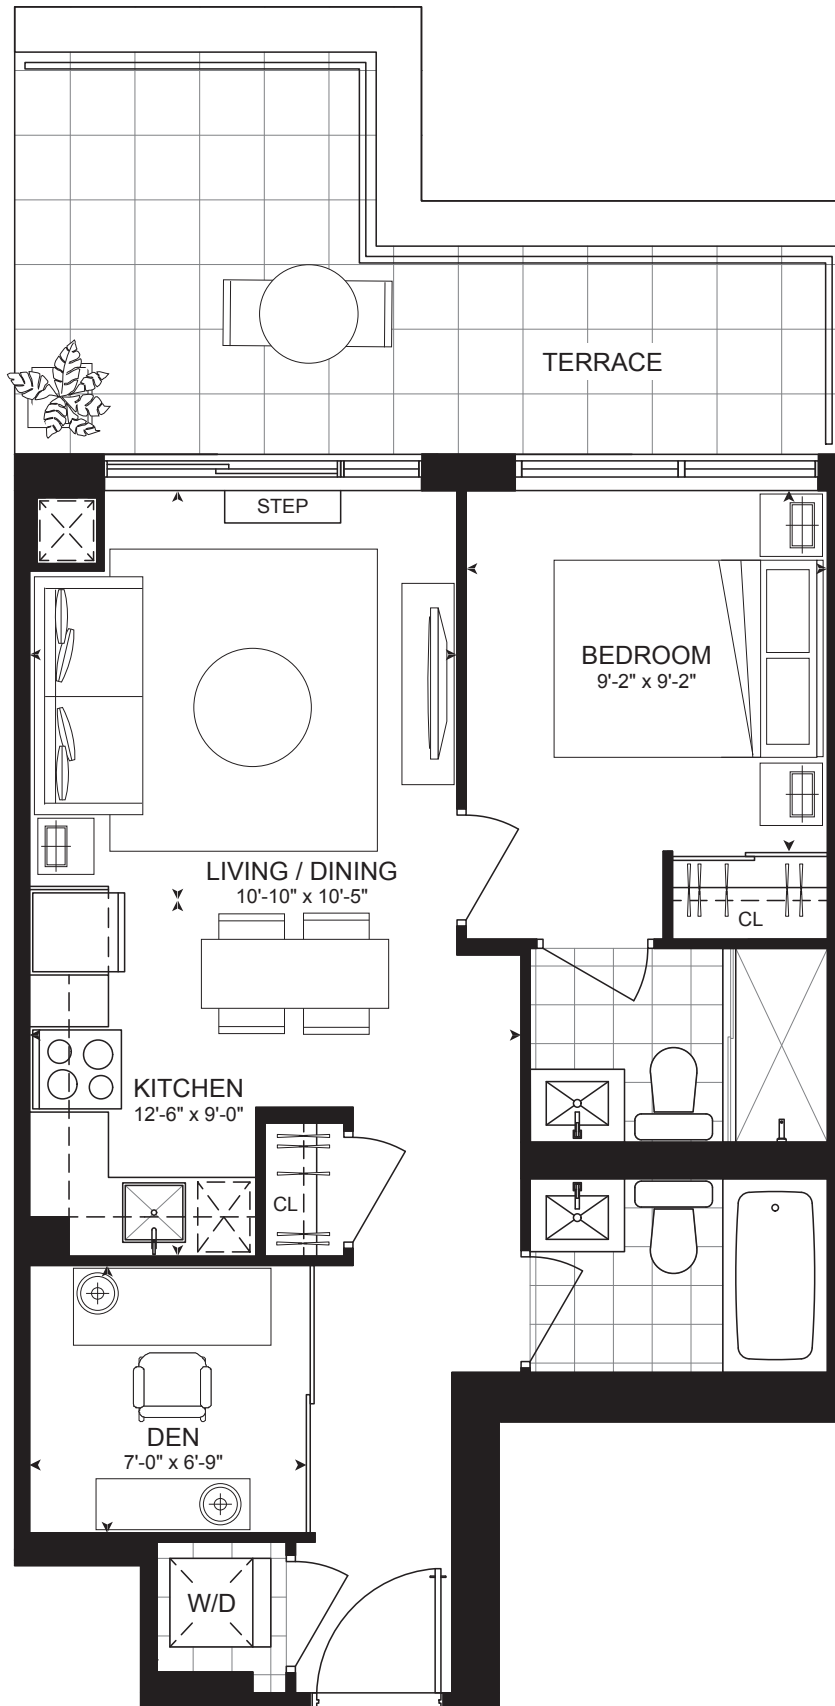 TERRACE
STEP
BEDROOM
9'-2" x 9'-2"
LIVING / DINING
10'-10" x 10'-5"
CL
KITCHEN
12'-6" x 9'-0"
CL
DEN
7'-0" x 6'-9"
W/D